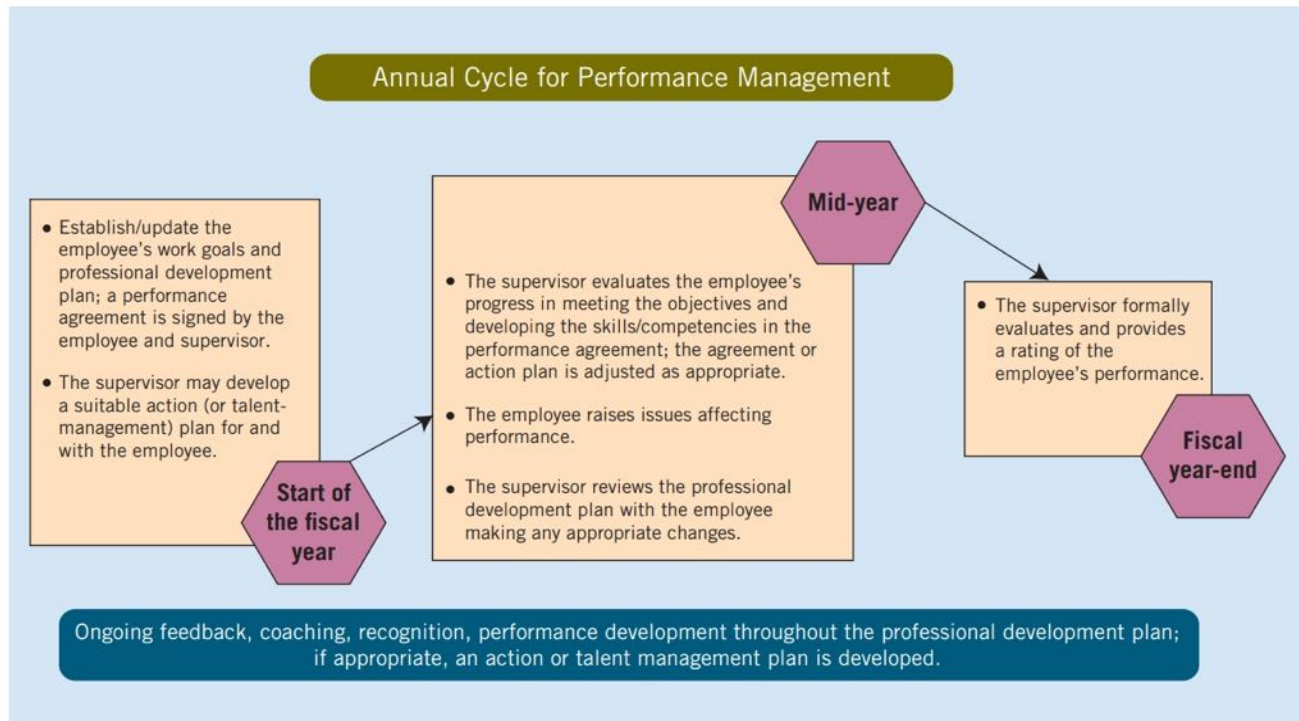 Annual Cycle for Performance Management
• Establish/update the
employee's work goals and
professional development
plan; a performance
agreement is signed by the
employee and supervisor.
• The supervisor may develop
a suitable action (or talent-
management) plan for and
with the employee.
Start of
the fiscal
year
Mid-year
• The supervisor evaluates the employee's
progress in meeting the objectives and
developing the skills/competencies in the
performance agreement; the agreement or
action plan is adjusted as appropriate.
• The employee raises issues affecting
performance.
• The supervisor reviews the professional
development plan with the employee
making any appropriate changes.
• The supervisor formally
evaluates and provides
a rating of the
employee's performance.
Fiscal
year-end
Ongoing feedback, coaching, recognition, performance development throughout the professional development plan;
if appropriate, an action or talent management plan is developed.